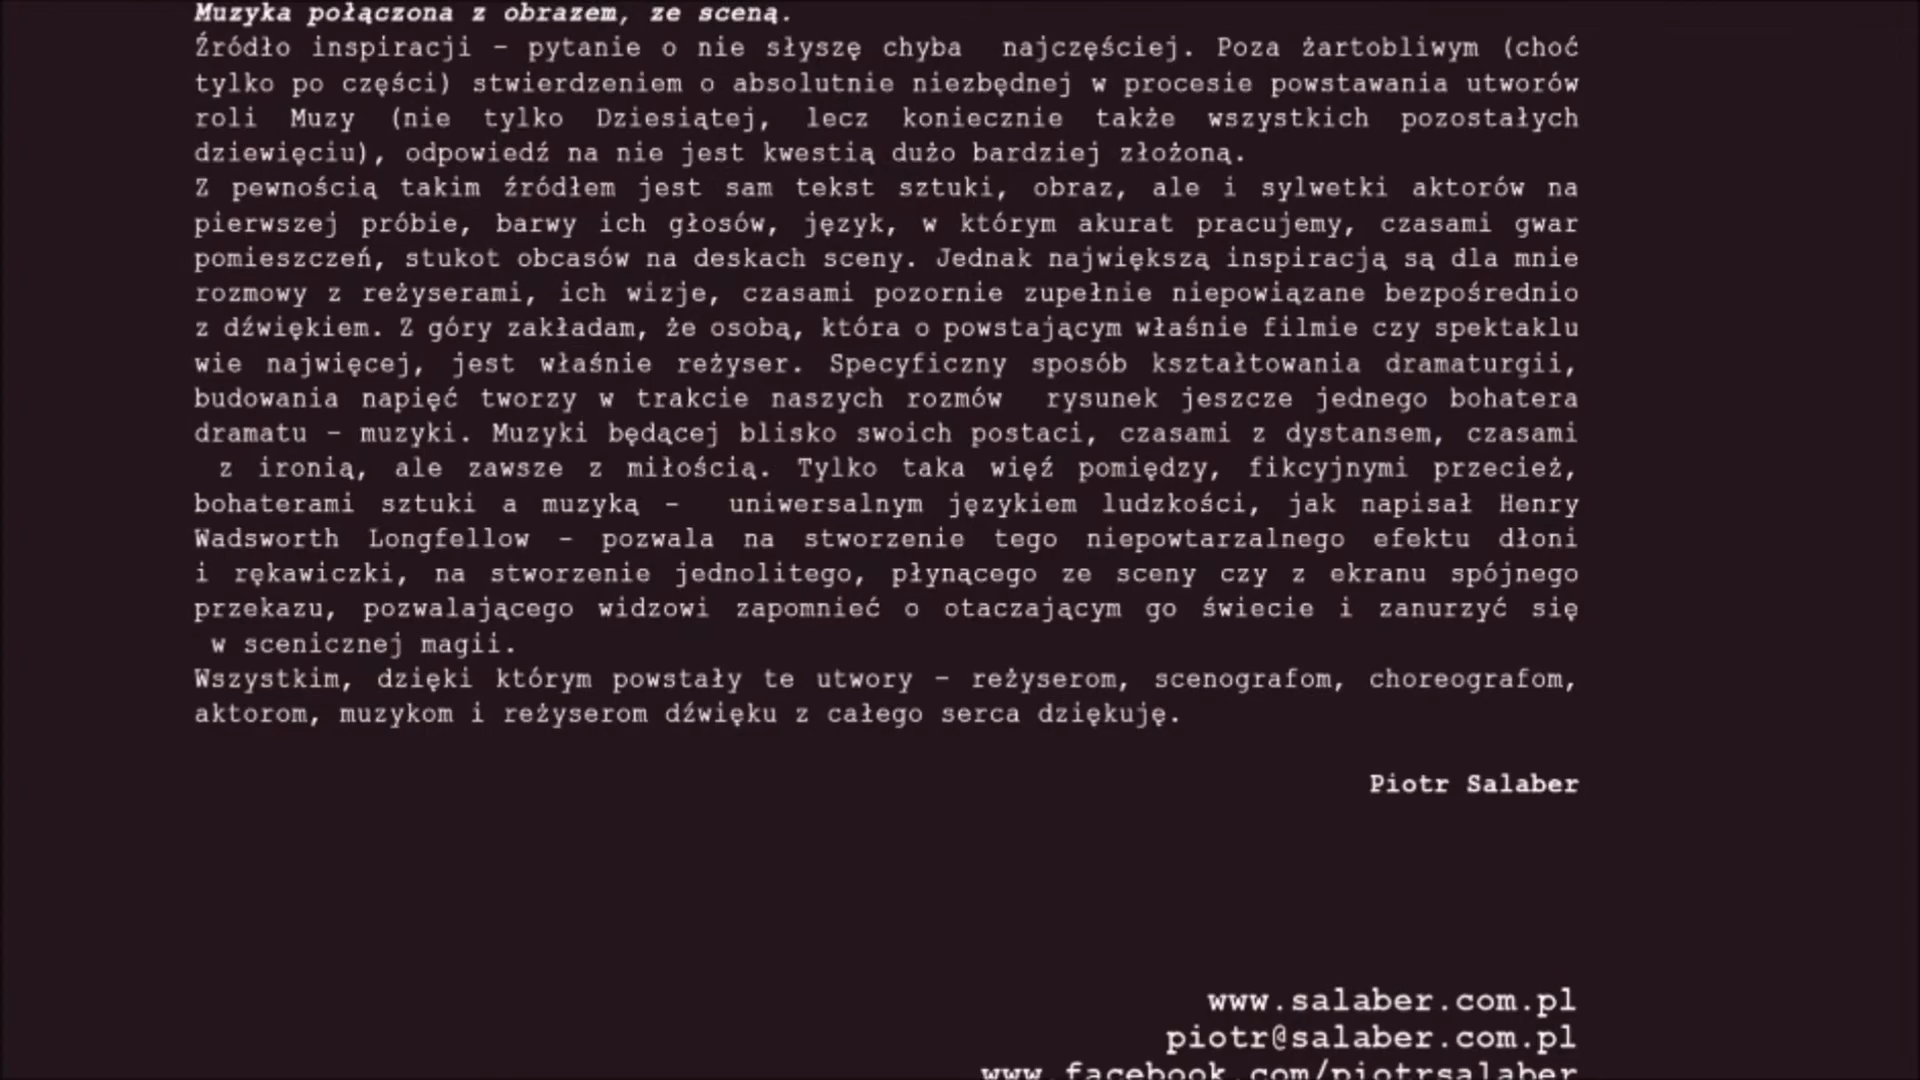 Muzyka połączona z obrazem, ze sceną.
Źródło inspiracji - pytanie o nie słyszę chyba najczęściej. Poza żartobliwym (choć
tylko po części) stwierdzeniem o absolutnie niezbędnej w procesie powstawania utworów
roli Muzy (nie tylko Dziesiątej, lecz koniecznie także wszystkich pozostałych
dziewięciu), odpowiedź na nie jest kwestią dużo bardziej złożoną.
Z pewnością takim źródłem jest sam tekst sztuki, obraz, ale i sylwetki aktorów na
pierwszej próbie, barwy ich głosów, język, w którym akurat pracujemy, czasami gwar
pomieszczeń, stukot obcasów na deskach sceny. Jednak największą inspiracją są dla mnie
rozmowy z reżyserami, ich wizje, czasami pozornie zupełnie niepowiązane bezpośrednio
z dźwiękiem. Z góry zakładam, że osobą, która o powstającym właśnie filmie czy spektaklu
wie najwięcej, jest właśnie reżyser. Specyficzny sposób kształtowania dramaturgii,
budowania napięć tworzy w trakcie naszych rozmów rysunek jeszcze jednego bohatera
dramatu - muzyki. Muzyki będącej blisko swoich postaci, czasami z dystansem, czasami
z ironią, ale zawsze z miłością. Tylko taka więź pomiędzy, fikcyjnymi przecież,
bohaterami sztuki a muzyką - uniwersalnym językiem ludzkości, jak napisał Henry
Wadsworth Longfellow - pozwala na stworzenie tego niepowtarzalnego efektu dłoni
i rękawiczki, na stworzenie jednolitego, płynącego ze sceny czy z ekranu spójnego
przekazu, pozwalającego widzowi zapomnieć o otaczającym go świecie i zanurzyć się
w scenicznej magii.
Wszystkim, dzięki którym powstały te utwory - reżyserom, scenografom, choreografom,
aktorom, muzykom i reżyserom dźwięku z całego serca dziękuję.
Piotr Salaber
www.salaber.com.pl
piotr@salaber.com.pl
www.facebook.com/piotrsalaber